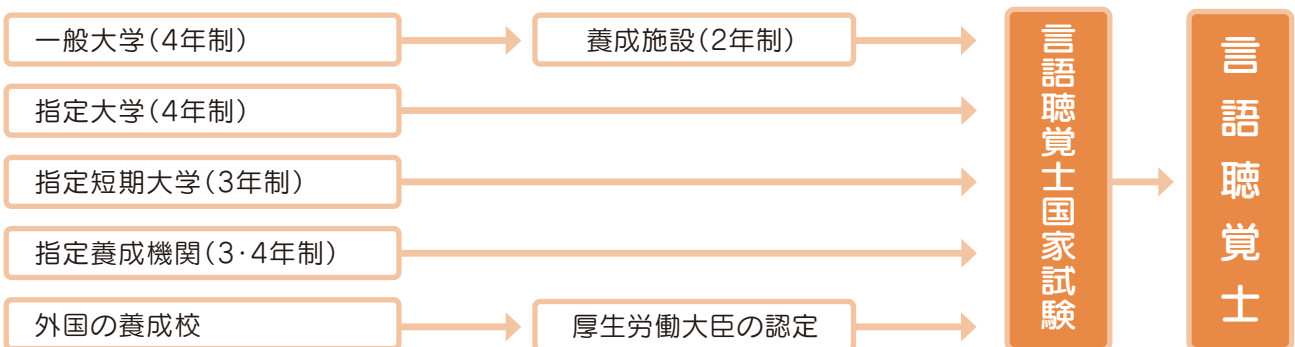 一般大学(4年制)
養成施設(2年制)
指定大学(4年制)
指定短期大学(3年制)
指定養成機関(3·4年制)
外国の養成校
厚生労働大臣の認定
言語聴覚士国家試験
言語聴覚士